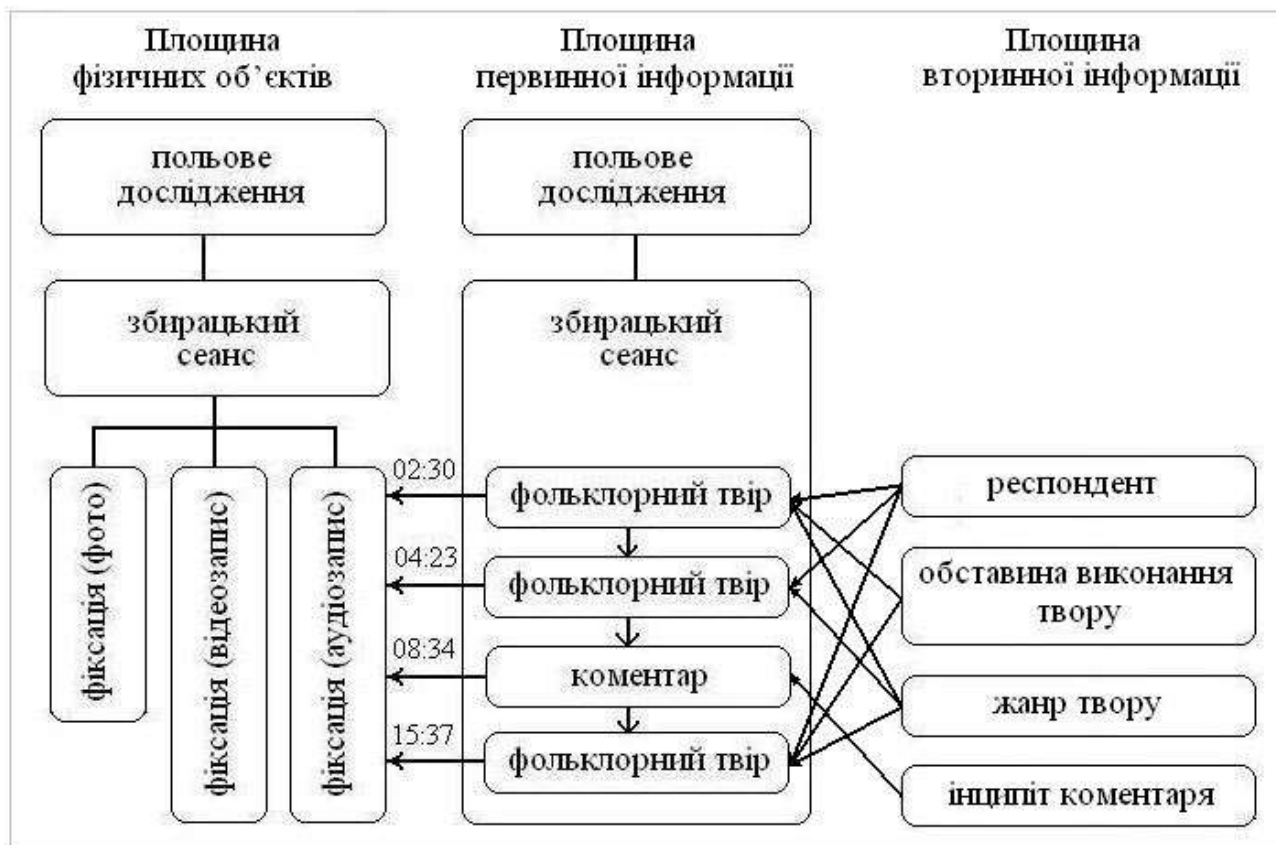 Площина
фізичних об’єктів
польове
дослідження
збирацький
сеанс
фіксація (фото)
фіксація (відеозапис)
фіксація (аудіозапис)
Площина
первинної інформації
польове
дослідження
збирацький
сеанс
02:30
фольклорний твір
04:23
фольклорний твір
08:34
коментар
15:37
фольклорний твір
Площина
вторинної інформації
респондент
обставина виконання
твору
жанр твору
інципіт коментаря